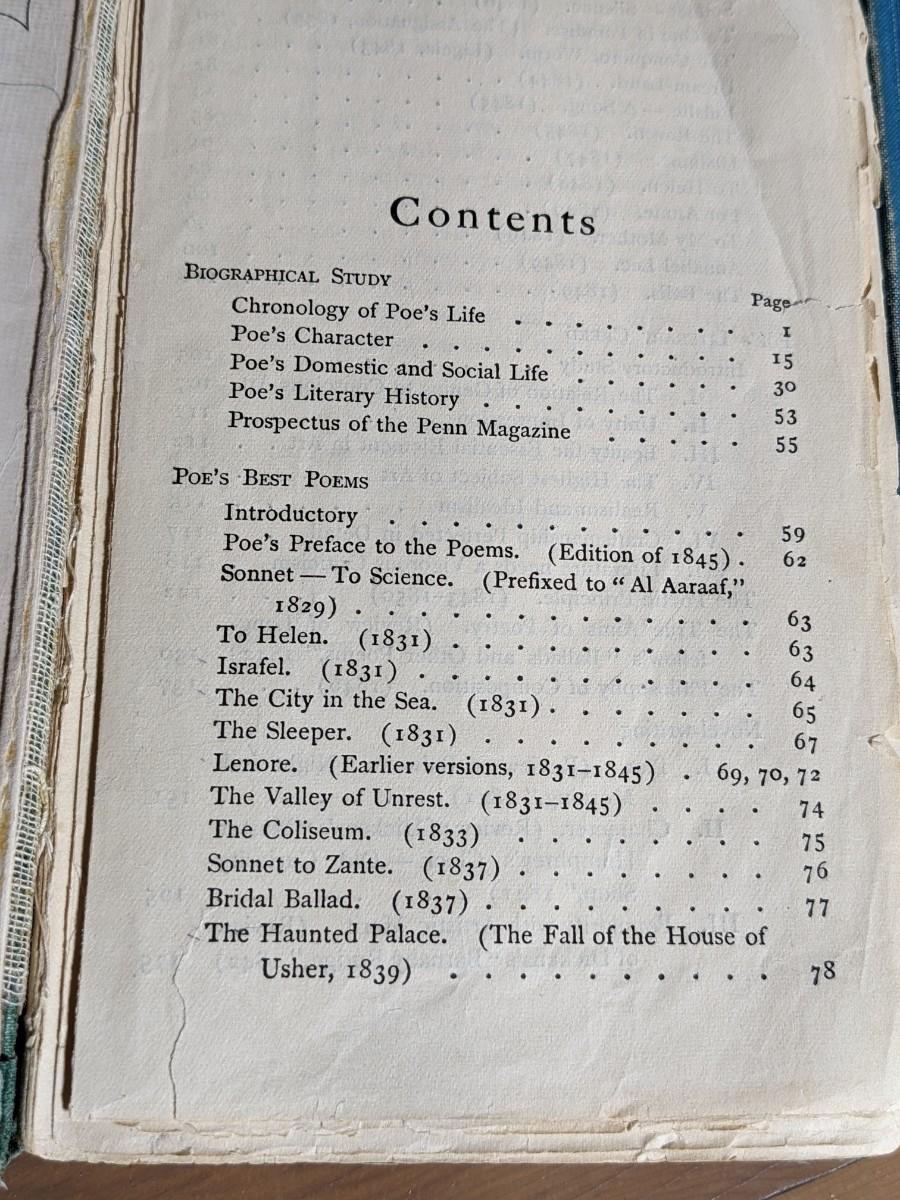 Contents
BIOGRAPHICAL STUDY
Page
Chronology of Poe's Life . . . . . . . . 1
Poe's Character . . . . . . . . . . . . 15
Poe's Domestic and Social Life . . . . . . 30
Poe's Literary History . . . . . . . . . 53
Prospectus of the Penn Magazine . . . . . 55
POE'S BEST POEMS
Introductory . . . . . . . . . . . . 59
Poe's Preface to the Poems. (Edition of 1845) . 62
Sonnet — To Science. (Prefixed to “Al Aaraaf,”
1829) . . . . . . . . . . . . . 63
To Helen. (1831) . . . . . . . . . . 63
Israfel. (1831) . . . . . . . . . . . 64
The City in the Sea. (1831) . . . . . . . 65
The Sleeper. (1831) . . . . . . . . . 67
Lenore. (Earlier versions, 1831–1845) . 69, 70, 72
The Valley of Unrest. (1831–1845) . . . . 74
The Coliseum. (1833) . . . . . . . . 75
Sonnet to Zante. (1837) . . . . . . . . 76
Bridal Ballad. (1837) . . . . . . . . . 77
The Haunted Palace. (The Fall of the House of
Usher, 1839) . . . . . . . . . . 78